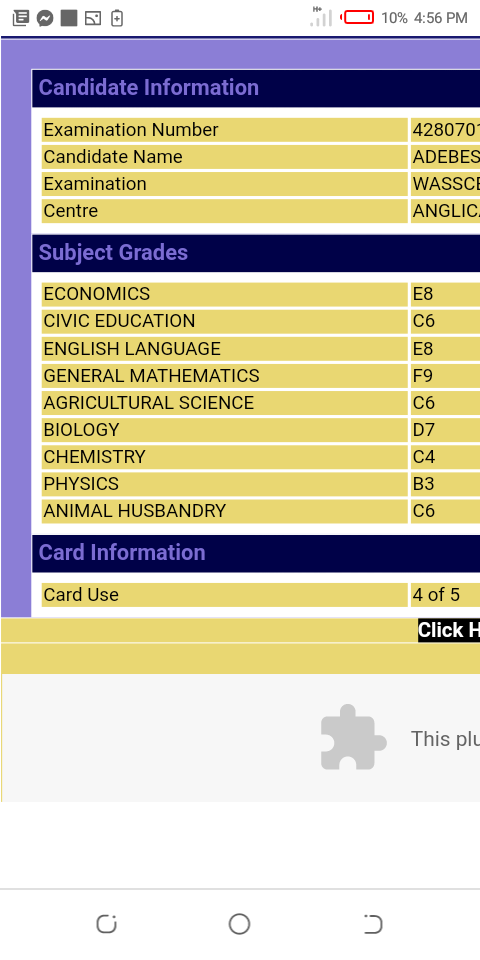 H+ 10% 4:56 PM
Candidate Information
Examination Number 4280701
Candidate Name ADEBES
Examination WASSCE
Centre ANGLICA
Subject Grades
ECONOMICS E8
CIVIC EDUCATION C6
ENGLISH LANGUAGE E8
GENERAL MATHEMATICS F9
AGRICULTURAL SCIENCE C6
BIOLOGY D7
CHEMISTRY C4
PHYSICS B3
ANIMAL HUSBANDRY C6
Card Information
Card Use 4 of 5
Click H
This plu